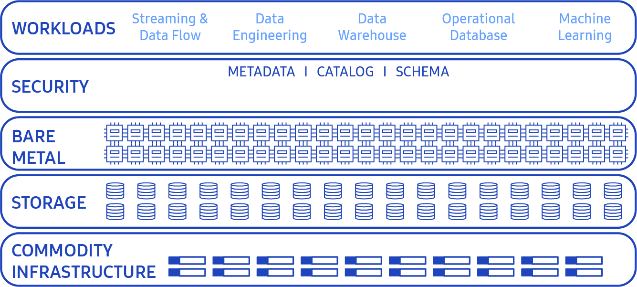 WORKLOADS
Streaming &
Data Flow
Data
Engineering
Data
Warehouse
Operational
Database
Machine
Learning
SECURITY
METADATA I CATALOG I SCHEMA
BARE
METAL
STORAGE
COMMODITY
INFRASTRUCTURE